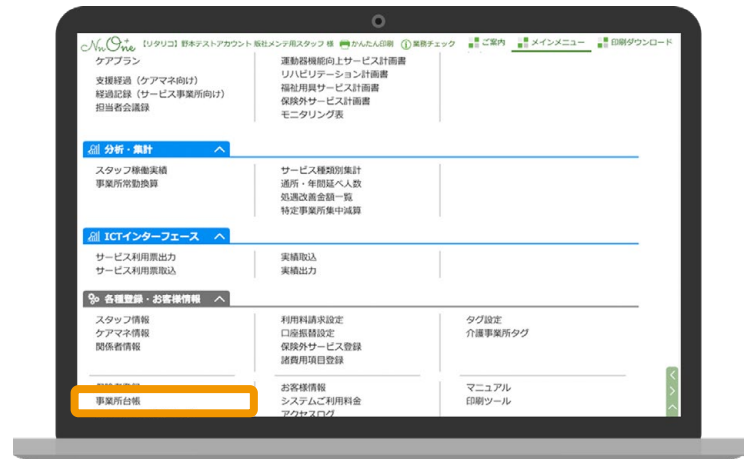 NuOne 【リタリコ】野本テストアカウント 販社メンテ用スタッフ 様 かんたん印刷 業務チェック ご案内 メインメニュー 印刷ダウンロード
ケアプラン
支援経過（ケアマネ向け）
経過記録（サービス事業所向け）
担当者会議録
運動器機能向上サービス計画書
リハビリテーション計画書
福祉用具サービス計画書
保険外サービス計画書
モニタリング表
分析・集計
スタッフ稼働実績
事業所常勤換算
サービス種類別集計
通所・年間延べ人数
処遇改善金額一覧
特定事業所集中減算
ICTインターフェース
サービス利用票出力
サービス利用票取込
実績取込
実績出力
各種登録・お客様情報
スタッフ情報
ケアマネ情報
関係者情報
利用料請求設定
口座振替設定
保険外サービス登録
諸費用項目登録
タグ設定
介護事業所タグ
事業所台帳
お客様情報
システムご利用料金
アクセスログ
マニュアル
印刷ツール